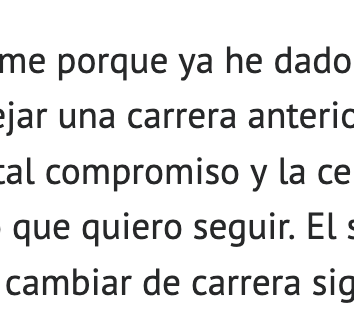 me porque ya he dado
ejar una carrera anterio
tal compromiso y la ce
que quiero seguir. El s
cambiar de carrera sig